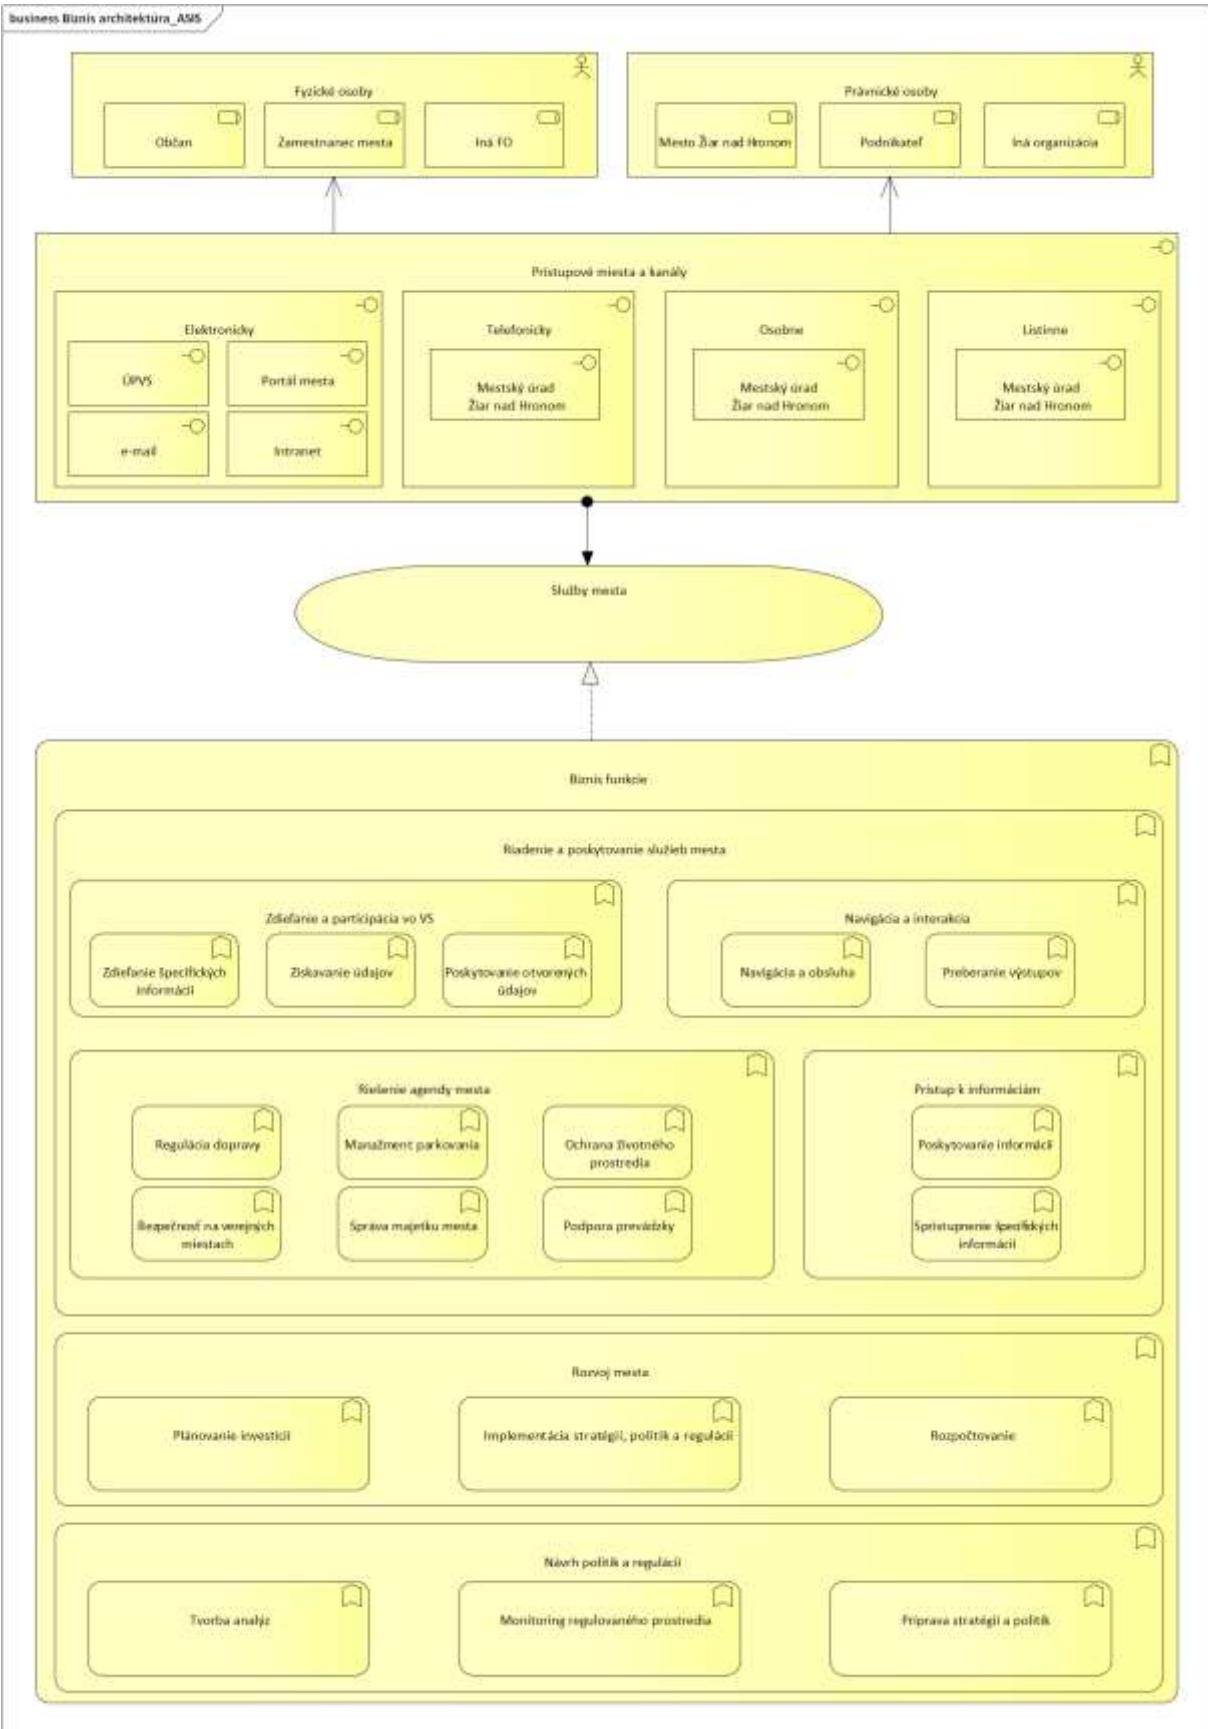 business Biznis architektúra_ASIS
Fyzické osoby
Občan
Zamestnanec mesta
Iná FO
Právnické osoby
Mesto Žiar nad Hronom
Podnikateľ
Iná organizácia
Prístupové miesta a kanály
Elektronicky
ÚPVS
Portál mesta
e-mail
Intranet
Telefonicky
Mestský úrad
Žiar nad Hronom
Osobne
Mestský úrad
Žiar nad Hronom
Listinne
Mestský úrad
Žiar nad Hronom
Služby mesta
Biznis funkcie
Riadenie a poskytovanie služieb mesta
Zdieľanie a participácia vo VS
Zdieľanie špecifických
informácií
Získavanie údajov
Poskytovanie otvorených
údajov
Navigácia a interakcia
Navigácia a obsluha
Preberanie výstupov
Riešenie agendy mesta
Regulácia dopravy
Manažment parkovania
Ochrana životného
prostredia
Bezpečnosť na verejných
miestach
Správa majetku mesta
Podpora prevádzky
Prístup k informáciám
Poskytovanie informácií
Sprístupnenie špecifických
informácií
Rozvoj mesta
Plánovanie investícií
Implementácia stratégií, politík a regulácií
Rozpočtovanie
Návrh politík a regulácií
Tvorba analýz
Monitoring regulovaného prostredia
Príprava stratégií a politík